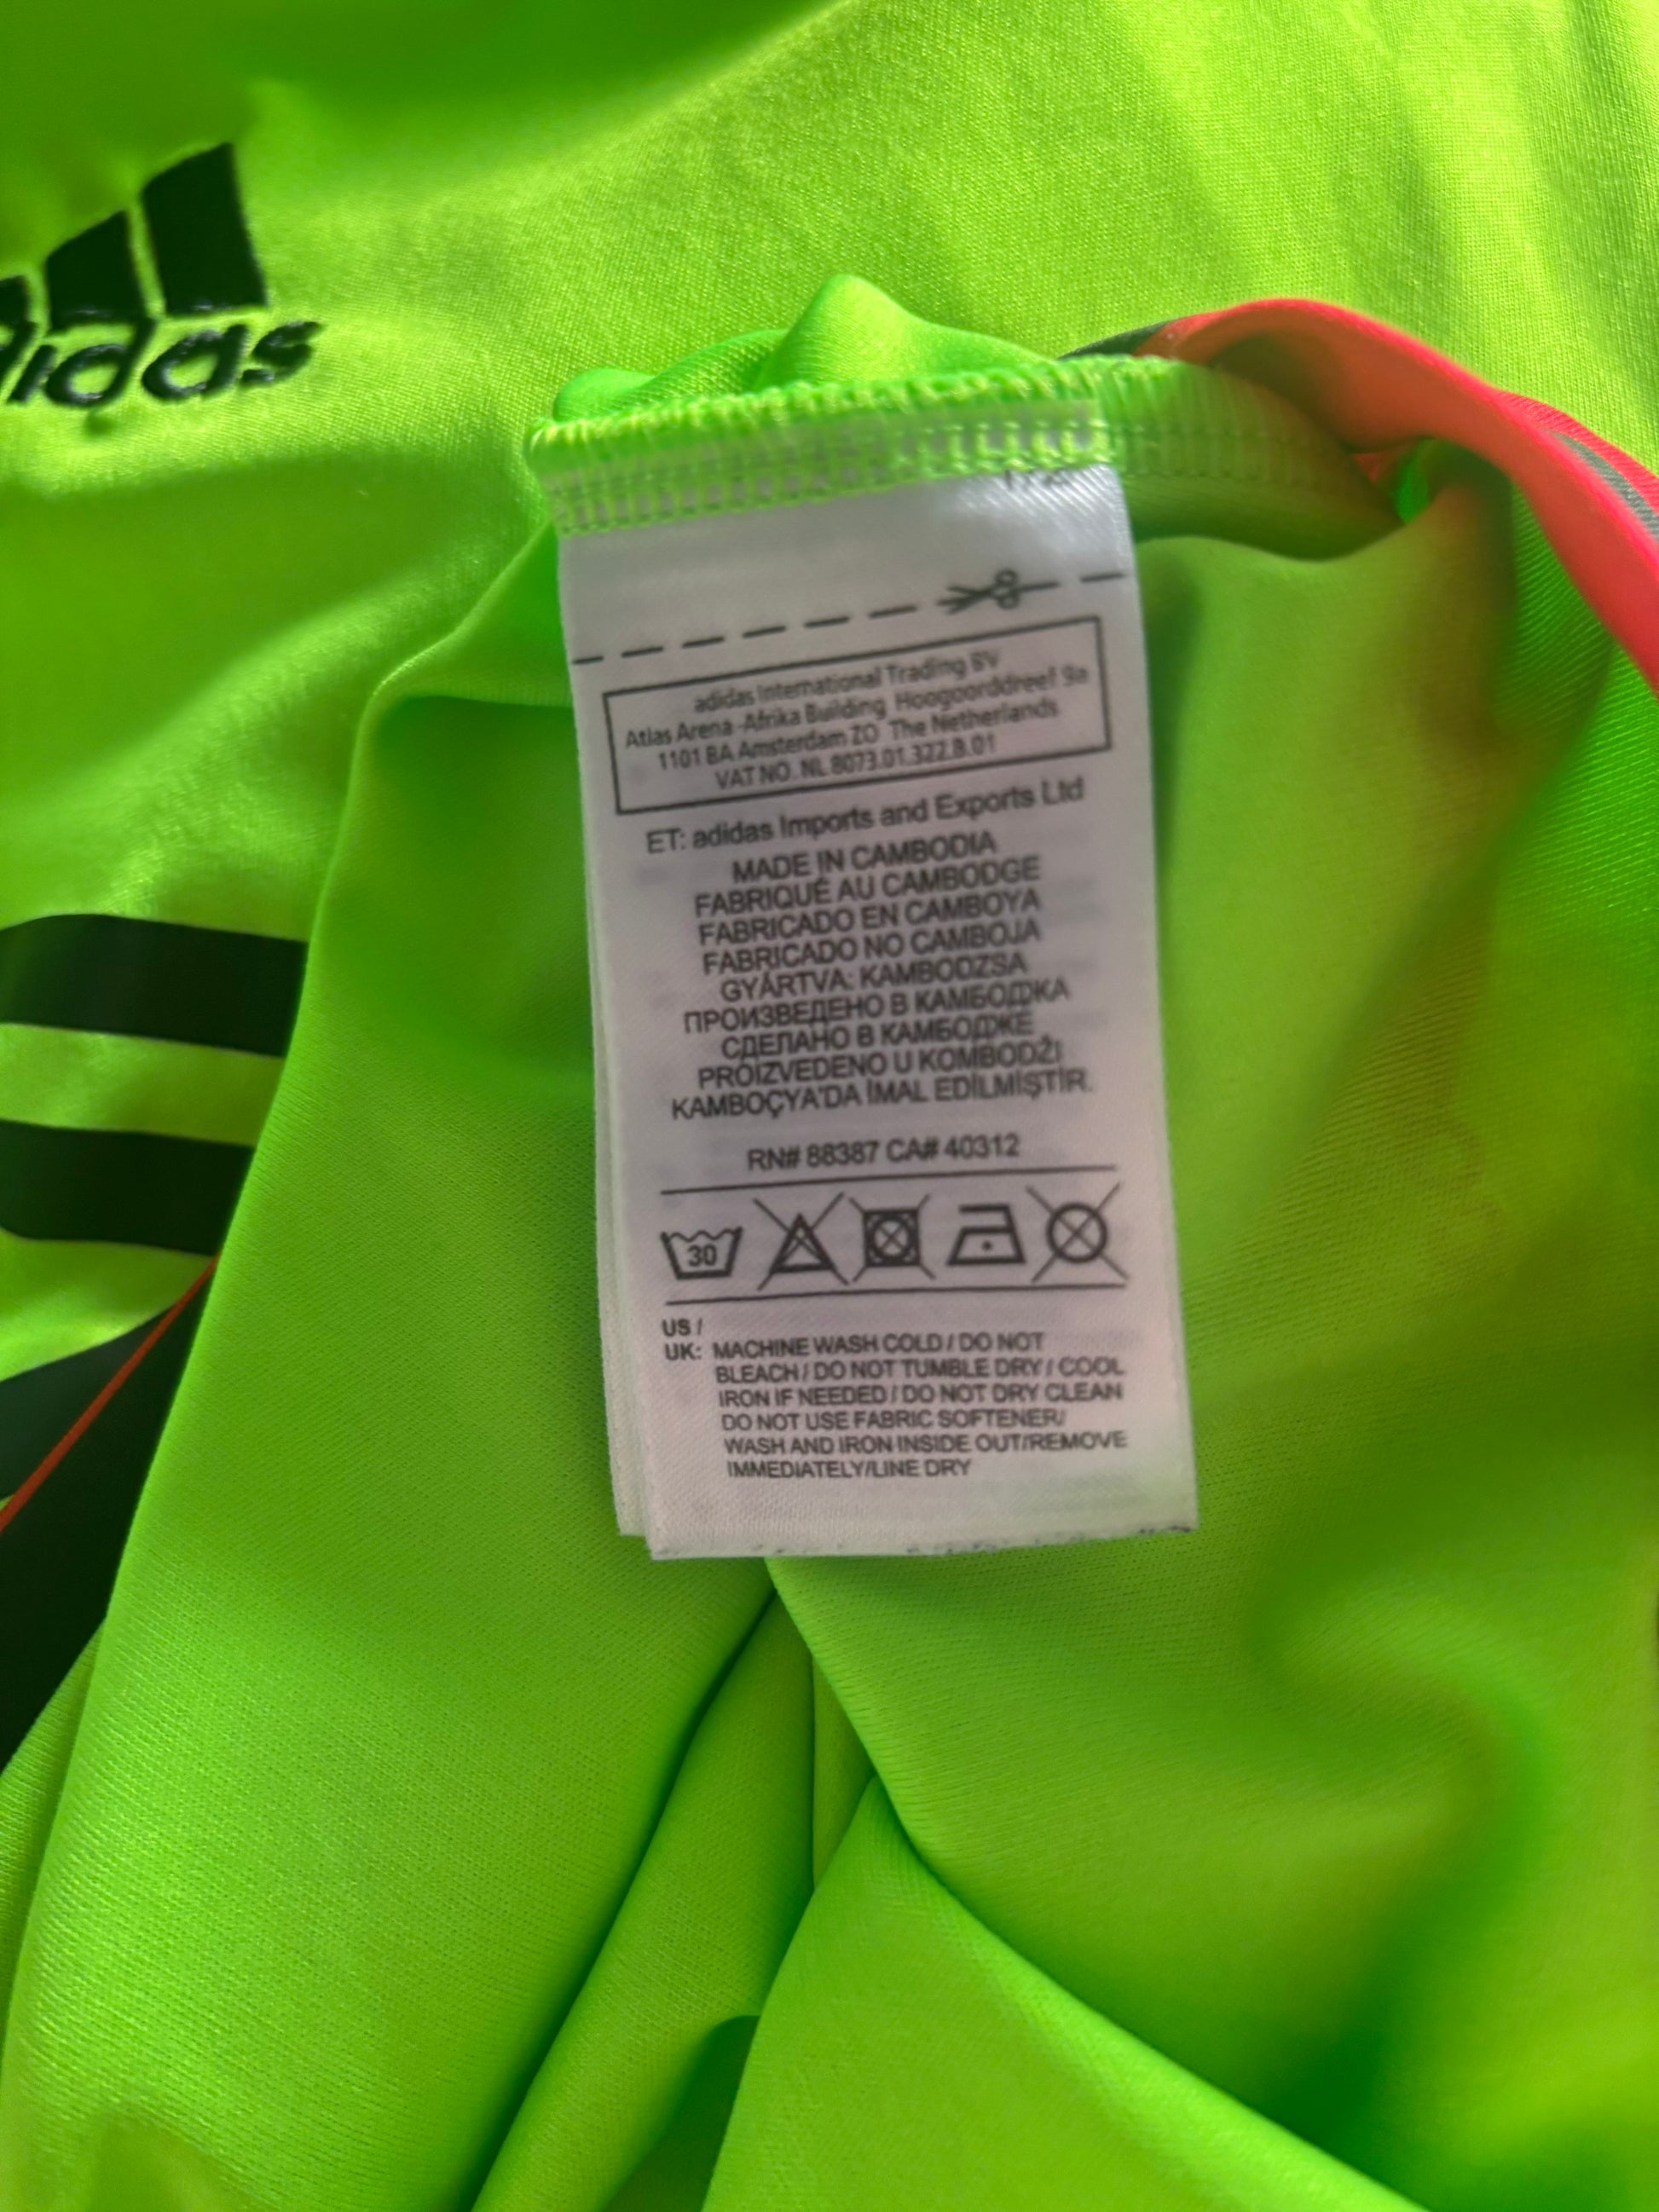 adidas
adidas International Trading BV
Atlas Arena -Afrika Building Hoogoorddreef 9a
1101 BA Amsterdam ZO The Netherlands
VAT NO. NL 8073.01.322.B.01
ET: adidas Imports and Exports Ltd
MADE IN CAMBODIA
FABRIQUÉ AU CAMBODGE
FABRICADO EN CAMBOYA
FABRICADO NO CAMBOJA
GYÁRTVA: KAMBODZSA
ПРОИЗВЕДЕНО В КАМБОДЖА
СДЕЛАНО В КАМБОДЖЕ
PROIZVEDENO U KOMBODŽI
KAMBOÇYA'DA İMAL EDİLMİŞTİR.
RN# 88387 CA# 40312
30
US /
UK: MACHINE WASH COLD / DO NOT
BLEACH / DO NOT TUMBLE DRY / COOL
IRON IF NEEDED / DO NOT DRY CLEAN
DO NOT USE FABRIC SOFTENER/
WASH AND IRON INSIDE OUT/REMOVE
IMMEDIATELY/LINE DRY